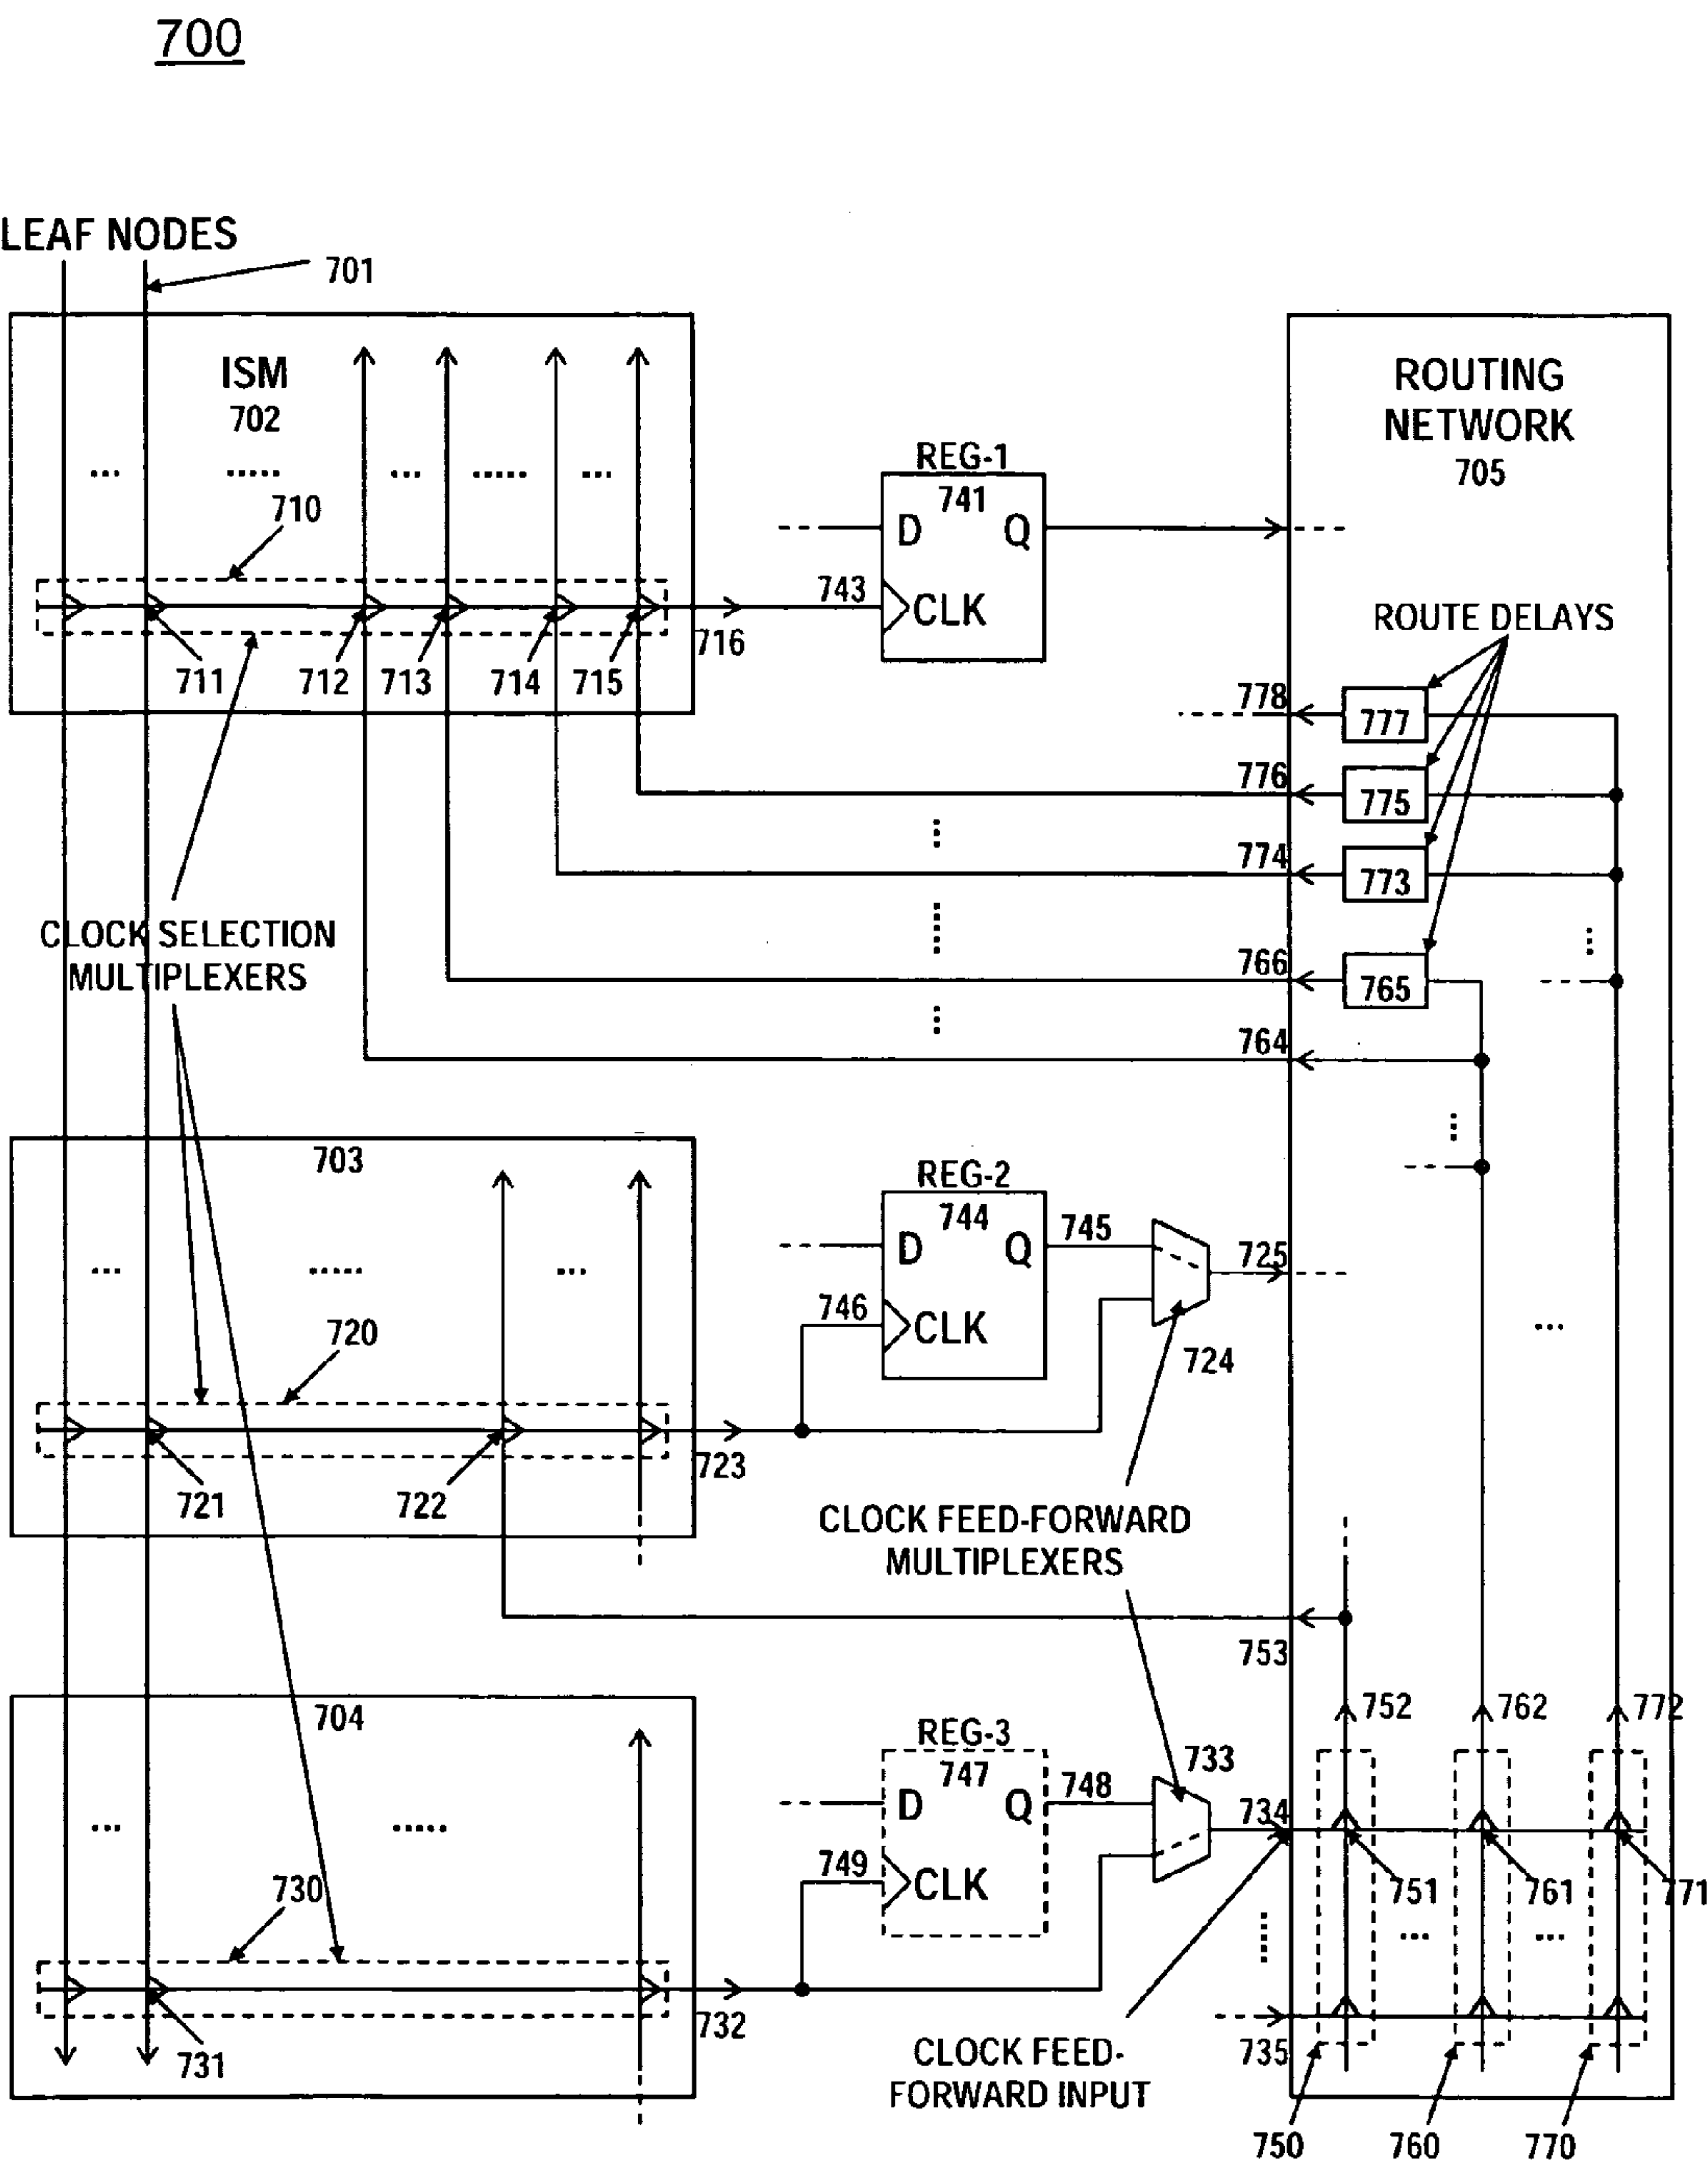 700
LEAF NODES
701
ISM
702
... ..... ... ..... ...
710
711 712 713 714 715
716
REG-1
741
D Q
743 CLK
ROUTING
NETWORK
705
ROUTE DELAYS
778 777
776 775
774 773
766 765
764
CLOCK SELECTION
MULTIPLEXERS
703
... ..... ...
720
721 722
723
REG-2
744
D Q
745
746 CLK
724
725
...
CLOCK FEED-FORWARD
MULTIPLEXERS
753
704
... .....
730
731
732
REG-3
747
D Q
748
749 CLK
733
734
752 762 772
751 761 771
... ...
735
CLOCK FEED-
FORWARD INPUT
750 760 770